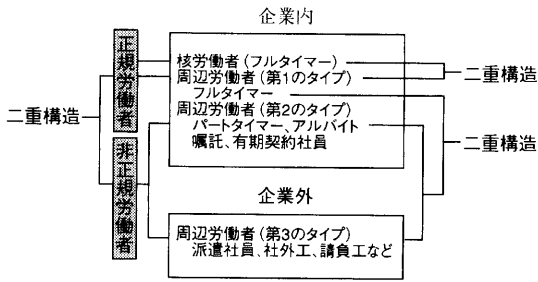 企業内
正規労働者
核労働者(フルタイマー)
周辺労働者(第1のタイプ)
フルタイマー
周辺労働者(第2のタイプ)
パートタイマー、アルバイト
嘱託、有期契約社員
二重構造
二重構造
二重構造
非正規労働者
企業外
周辺労働者(第3のタイプ)
派遣社員、社外工、請負工など